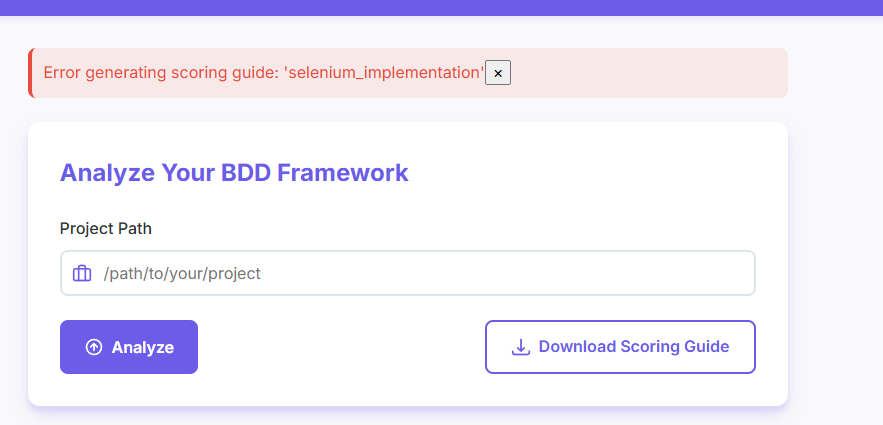 Error generating scoring guide: 'selenium_implementation' ×
Analyze Your BDD Framework
Project Path
/path/to/your/project
Analyze
Download Scoring Guide